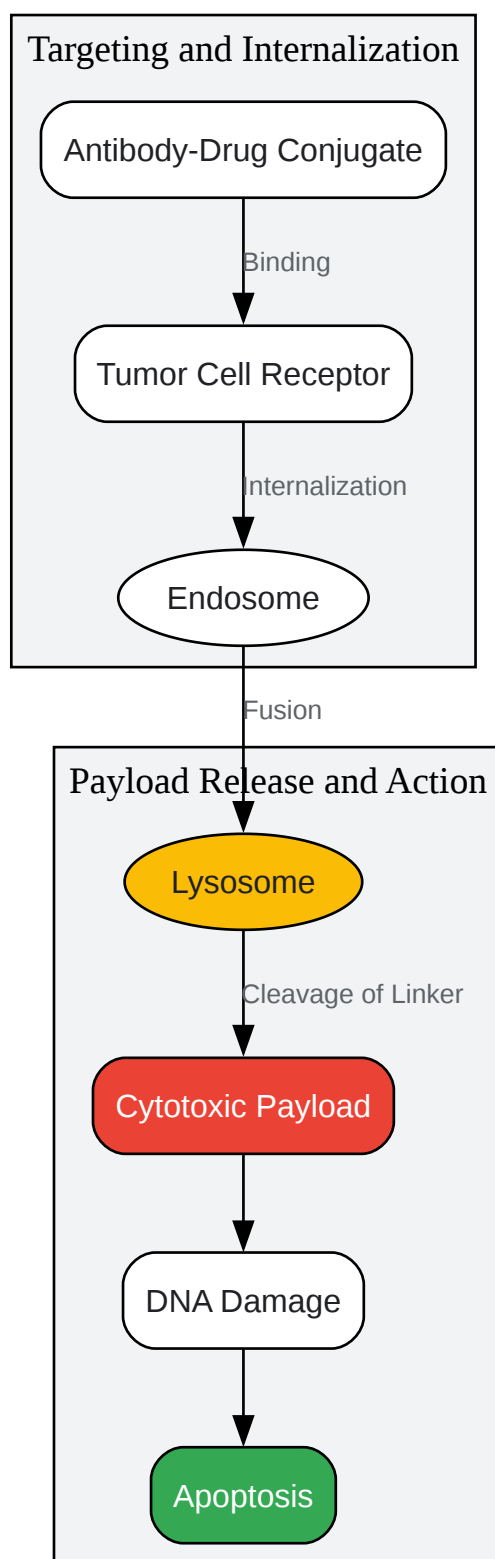 Targeting and Internalization
Antibody-Drug Conjugate
Binding
Tumor Cell Receptor
Internalization
Endosome
Fusion
Payload Release and Action
Lysosome
Cleavage of Linker
Cytotoxic Payload
DNA Damage
Apoptosis